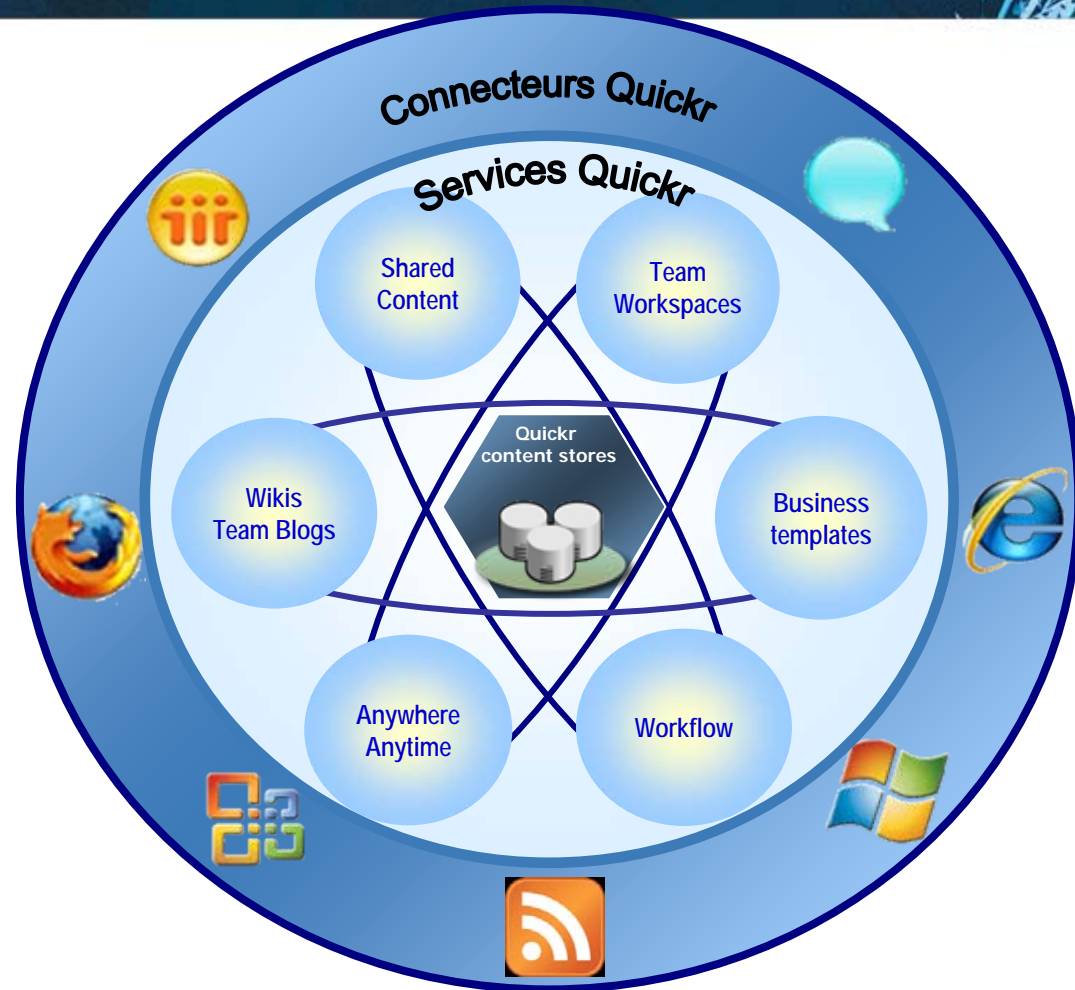 Connecteurs Quickr
Services Quickr
Shared
Content
Team
Workspaces
Quickr
content stores
Wikis
Team Blogs
Business
templates
Anywhere
Anytime
Workflow